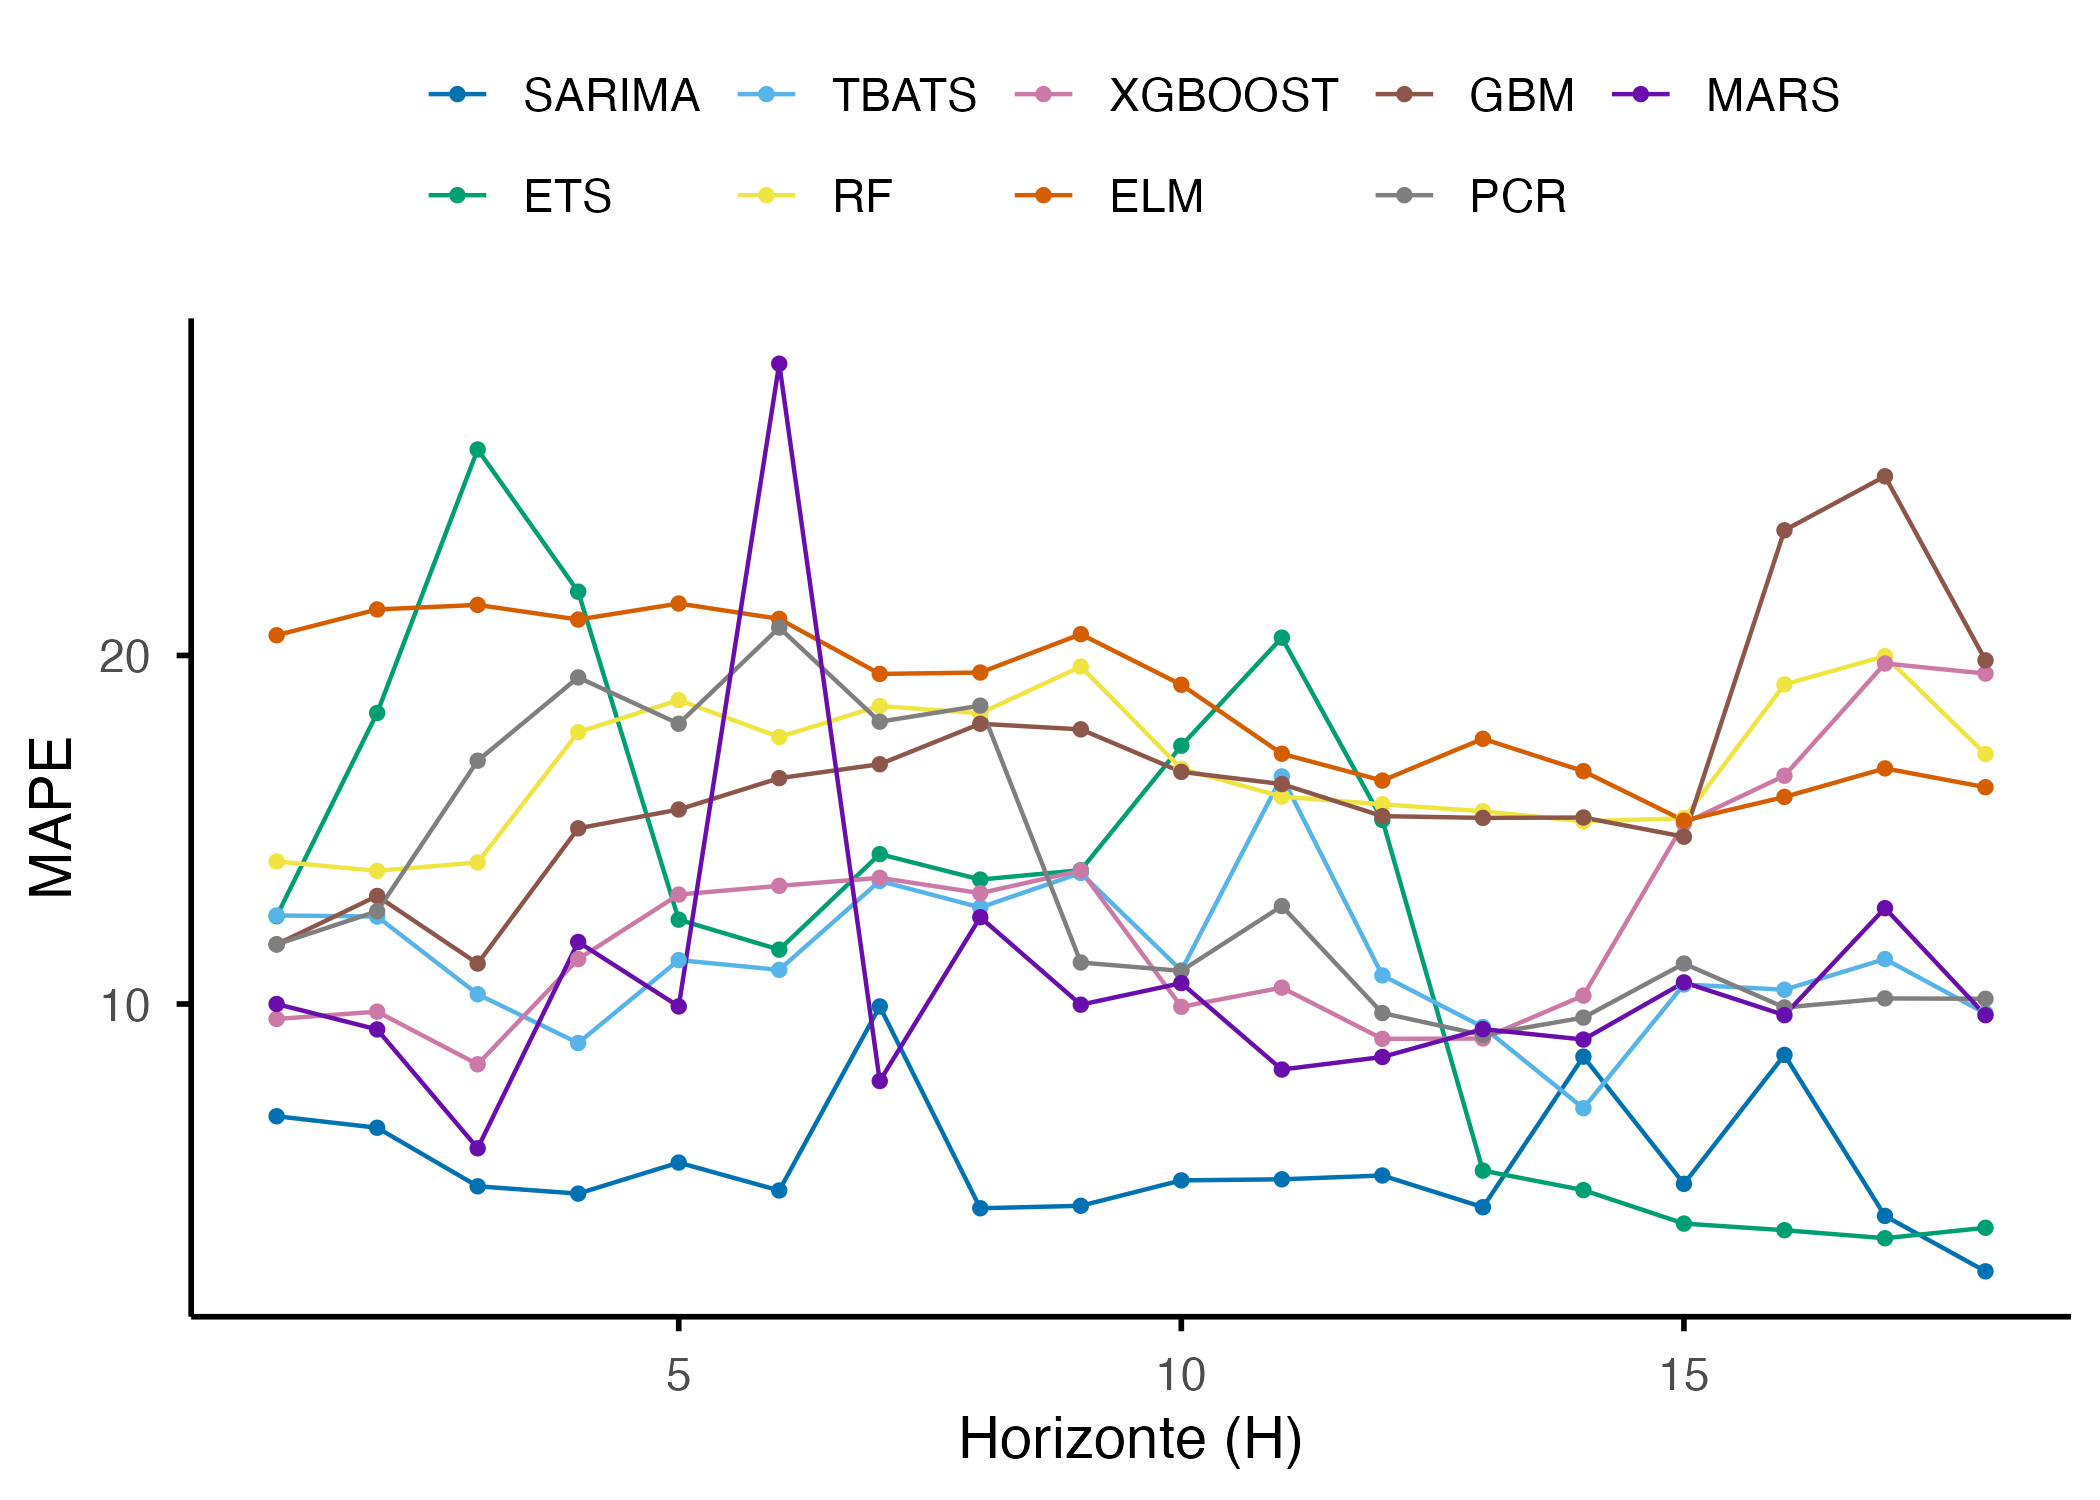 SARIMA TBATS XGBOOST GBM MARS
ETS RF ELM PCR
MAPE
20
10
5 10 15
Horizonte (H)